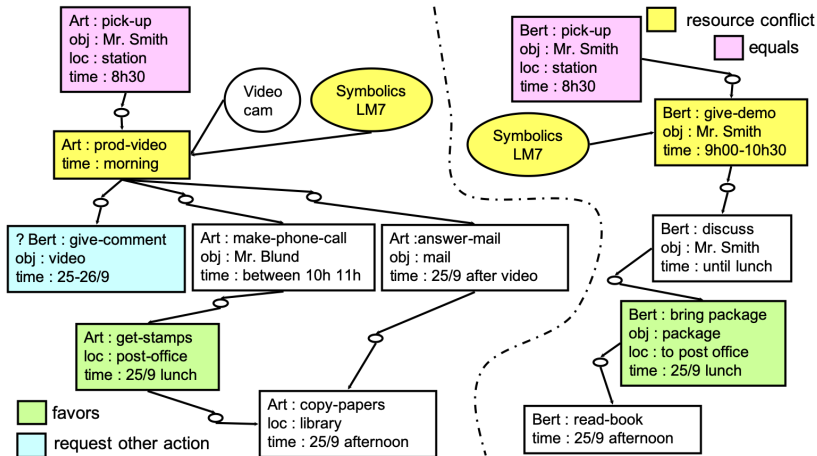 Art : pick-up
obj : Mr. Smith
loc : station
time : 8h30
Video
cam
Symbolics
LM7
Art : prod-video
time : morning
? Bert : give-comment
obj : video
time : 25-26/9
Art : make-phone-call
obj : Mr. Blund
time : between 10h 11h
Art :answer-mail
obj : mail
time : 25/9 after video
Art : get-stamps
loc : post-office
time : 25/9 lunch
Art : copy-papers
loc : library
time : 25/9 afternoon
favors
request other action
resource conflict
equals
Bert : pick-up
obj : Mr. Smith
loc : station
time : 8h30
Symbolics
LM7
Bert : give-demo
obj : Mr. Smith
time : 9h00-10h30
Bert : discuss
obj : Mr. Smith
time : until lunch
Bert : bring package
obj : package
loc : to post office
time : 25/9 lunch
Bert : read-book
time : 25/9 afternoon